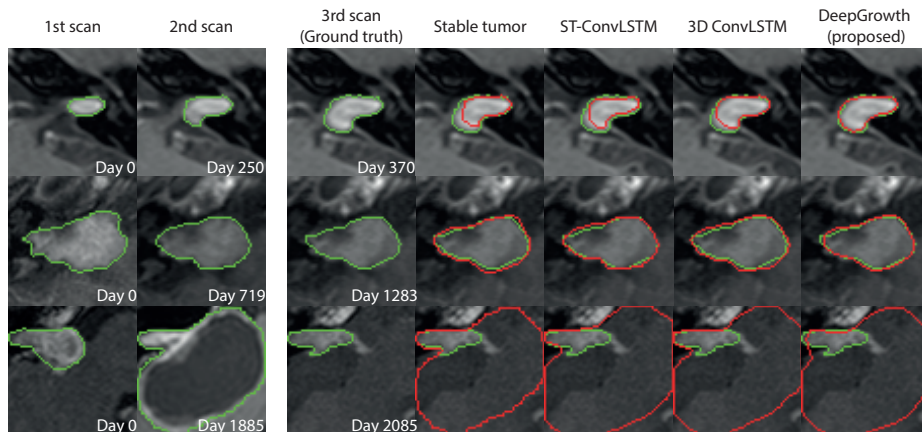 1st scan
2nd scan
3rd scan
(Ground truth)
Stable tumor
ST-ConvLSTM
3D ConvLSTM
DeepGrowth
(proposed)
Day 0
Day 250
Day 370
Day 0
Day 719
Day 1283
Day 0
Day 1885
Day 2085